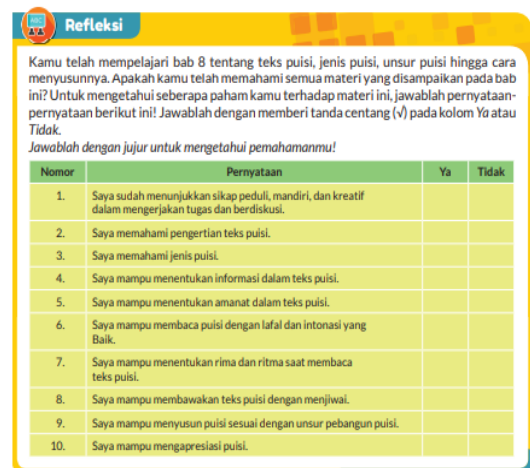 ABC
Refleksi
Kamu telah mempelajari bab 8 tentang teks puisi, jenis puisi, unsur puisi hingga cara
menyusunnya. Apakah kamu telah memahami semua materi yang disampaikan pada bab
ini? Untuk mengetahui seberapa paham kamu terhadap materi ini, jawablah pernyataan-
pernyataan berikut ini! Jawablah dengan memberi tanda centang (√) pada kolom Ya atau
Tidak.
Jawablah dengan jujur untuk mengetahui pemahamanmu!
Nomor Pernyataan Ya Tidak
1. Saya sudah menunjukkan sikap peduli, mandiri, dan kreatif
dalam mengerjakan tugas dan berdiskusi.
2. Saya memahami pengertian teks puisi.
3. Saya memahami jenis puisi.
4. Saya mampu menentukan informasi dalam teks puisi.
5. Saya mampu menentukan amanat dalam teks puisi.
6. Saya mampu membaca puisi dengan lafal dan intonasi yang
Baik.
7. Saya mampu menentukan rima dan ritma saat membaca
teks puisi.
8. Saya mampu membawakan teks puisi dengan menjiwai.
9. Saya mampu menyusun puisi sesuai dengan unsur pebangun puisi.
10. Saya mampu mengapresiasi puisi.